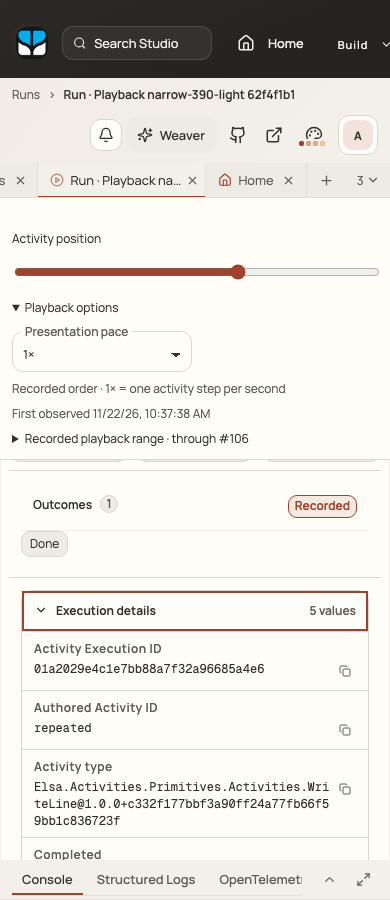 Search Studio
Home
Build
Runs > Run · Playback narrow-390-light 62f4f1b1
Weaver
A
s
Run · Playback na...
Home
3
Activity position
Playback options
Presentation pace
1×
Recorded order · 1× = one activity step per second
First observed 11/22/26, 10:37:38 AM
Recorded playback range · through #106
Outcomes 1
Recorded
Done
Execution details
5 values
Activity Execution ID
01a2029e4c1e7bb88a7f32a96685a4e6
Authored Activity ID
repeated
Activity type
Elsa.Activities.Primitives.Activities.Wri
teLine@1.0.0+c332f177bbf3a90ff24a77fb66f5
9bb1c836723f
Completed
Console
Structured Logs
OpenTelemet